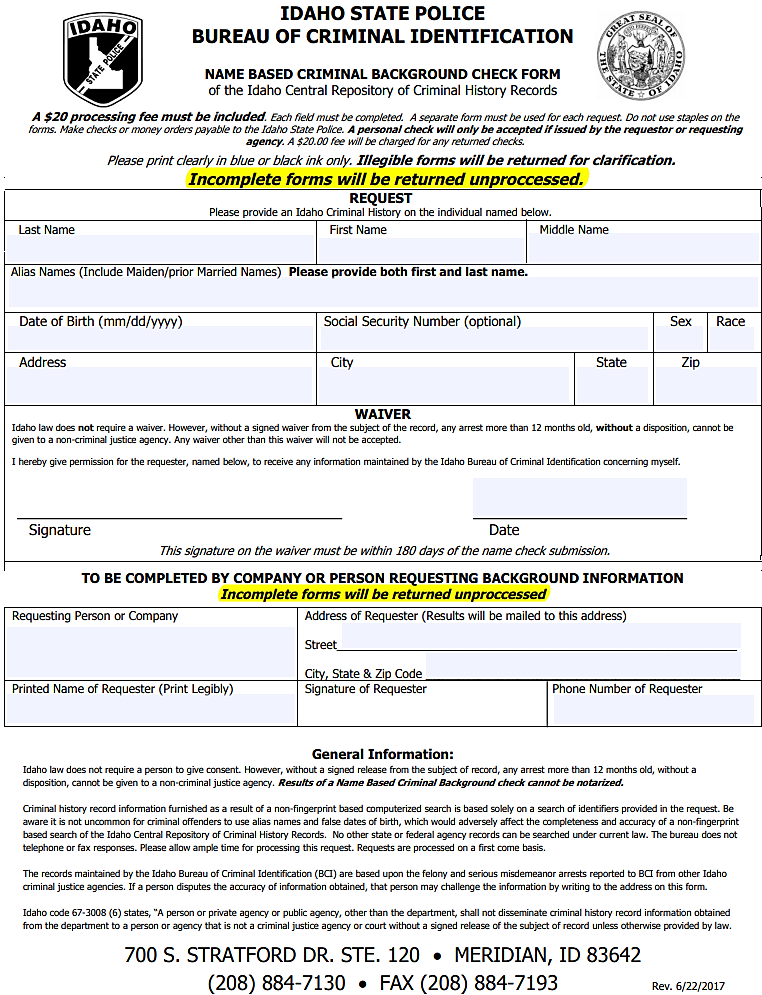 IDAHO STATE POLICE
BUREAU OF CRIMINAL IDENTIFICATION
IDAHO
STATE POLICE
GREAT SEAL OF THE STATE OF IDAHO
NAME BASED CRIMINAL BACKGROUND CHECK FORM
of the Idaho Central Repository of Criminal History Records
A $20 processing fee must be included. Each field must be completed. A separate form must be used for each request. Do not use staples on the
forms. Make checks or money orders payable to the Idaho State Police. A personal check will only be accepted if issued by the requestor or requesting
agency. A $20.00 fee will be charged for any returned checks.
Please print clearly in blue or black ink only. Illegible forms will be returned for clarification.
Incomplete forms will be returned unproccessed.
REQUEST
Please provide an Idaho Criminal History on the individual named below.
Last Name First Name Middle Name
Alias Names (Include Maiden/prior Married Names) Please provide both first and last name.
Date of Birth (mm/dd/yyyy) Social Security Number (optional) Sex Race
Address City State Zip
WAIVER
Idaho law does not require a waiver. However, without a signed waiver from the subject of the record, any arrest more than 12 months old, without a disposition, cannot be
given to a non-criminal justice agency. Any waiver other than this waiver will not be accepted.
I hereby give permission for the requester, named below, to receive any information maintained by the Idaho Bureau of Criminal Identification concerning myself.
Signature Date
This signature on the waiver must be within 180 days of the name check submission.
TO BE COMPLETED BY COMPANY OR PERSON REQUESTING BACKGROUND INFORMATION
Incomplete forms will be returned unproccessed
Requesting Person or Company Address of Requester (Results will be mailed to this address)
Street
City, State & Zip Code
Printed Name of Requester (Print Legibly) Signature of Requester Phone Number of Requester
General Information:
Idaho law does not require a person to give consent. However, without a signed release from the subject of record, any arrest more than 12 months old, without a
disposition, cannot be given to a non-criminal justice agency. Results of a Name Based Criminal Background check cannot be notarized.
Criminal history record information furnished as a result of a non-fingerprint based computerized search is based solely on a search of identifiers provided in the request. Be
aware it is not uncommon for criminal offenders to use alias names and false dates of birth, which would adversely affect the completeness and accuracy of a non-fingerprint
based search of the Idaho Central Repository of Criminal History Records. No other state or federal agency records can be searched under current law. The bureau does not
telephone or fax responses. Please allow ample time for processing this request. Requests are processed on a first come basis.
The records maintained by the Idaho Bureau of Criminal Identification (BCI) are based upon the felony and serious misdemeanor arrests reported to BCI from other Idaho
criminal justice agencies. If a person disputes the accuracy of information obtained, that person may challenge the information by writing to the address on this form.
Idaho code 67-3008 (6) states, "A person or private agency or public agency, other than the department, shall not disseminate criminal history record information obtained
from the department to a person or agency that is not a criminal justice agency or court without a signed release of the subject of record unless otherwise provided by law.
700 S. STRATFORD DR. STE. 120 • MERIDIAN, ID 83642
(208) 884-7130 • FAX (208) 884-7193 Rev. 6/22/2017